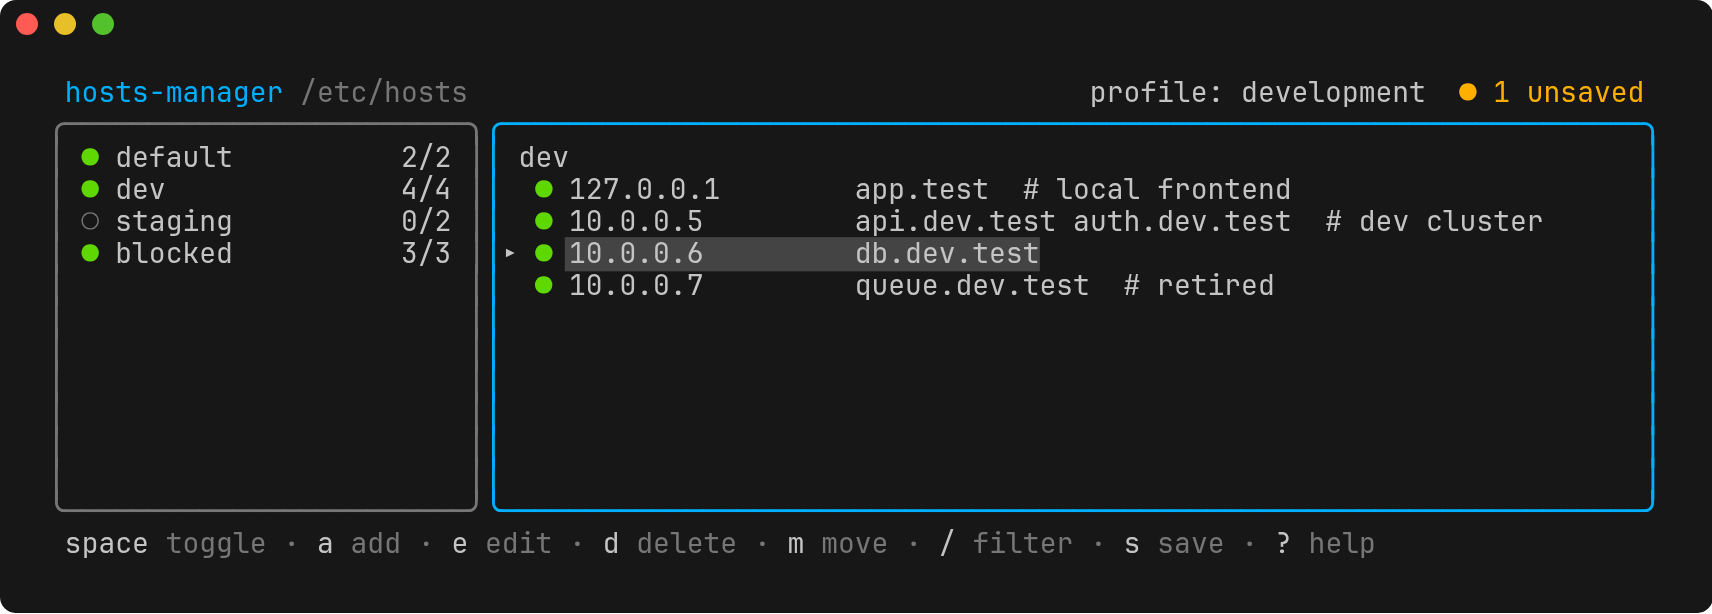 hosts-manager /etc/hosts profile: development ● 1 unsaved
● default 2/2
● dev 4/4
○ staging 0/2
● blocked 3/3
dev
● 127.0.0.1 app.test # local frontend
● 10.0.0.5 api.dev.test auth.dev.test # dev cluster
▸ ● 10.0.0.6 db.dev.test
● 10.0.0.7 queue.dev.test # retired
space toggle · a add · e edit · d delete · m move · / filter · s save · ? help